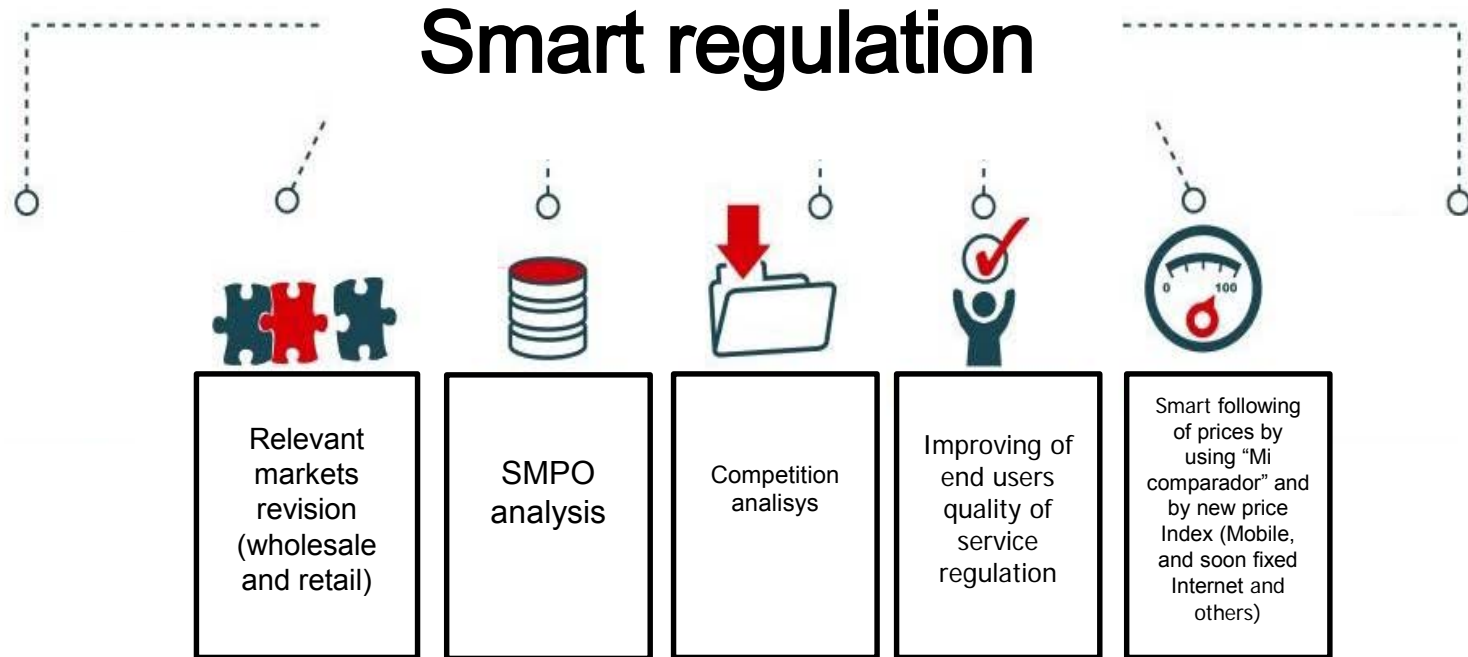 Smart regulation
0 100
Relevant
markets
revision
(wholesale
and retail)
SMPO
analysis
Competition
analisys
Improving of
end users
quality of
service
regulation
Smart following
of prices by
using “Mi
comparador” and
by new price
Index (Mobile,
and soon fixed
Internet and
others)